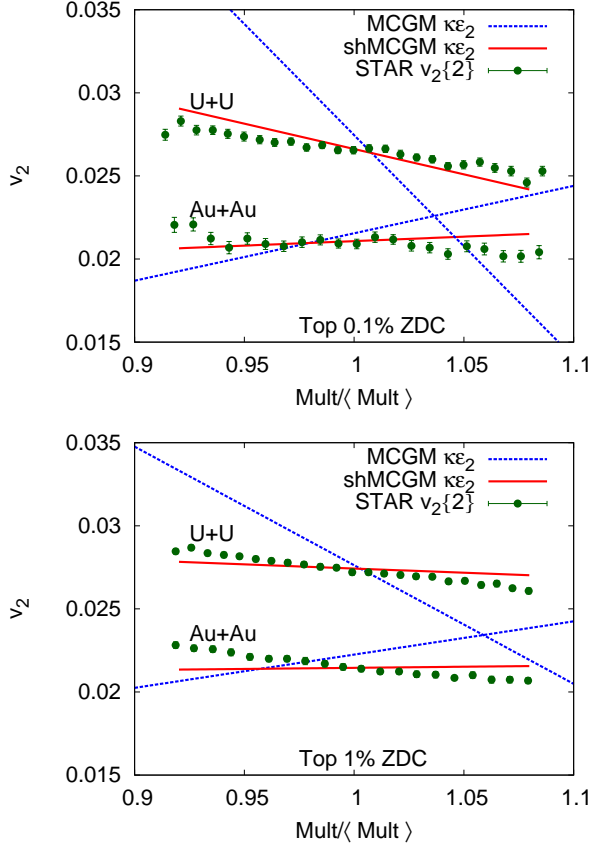 0.035
0.03
0.025
0.02
0.015
v₂
MCGM κε₂
shMCGM κε₂
STAR v₂{2}
U+U
Au+Au
Top 0.1% ZDC
0.9 0.95 1 1.05 1.1
Mult/⟨ Mult ⟩
0.035
0.03
0.025
0.02
0.015
v₂
MCGM κε₂
shMCGM κε₂
STAR v₂{2}
U+U
Au+Au
Top 1% ZDC
0.9 0.95 1 1.05 1.1
Mult/⟨ Mult ⟩